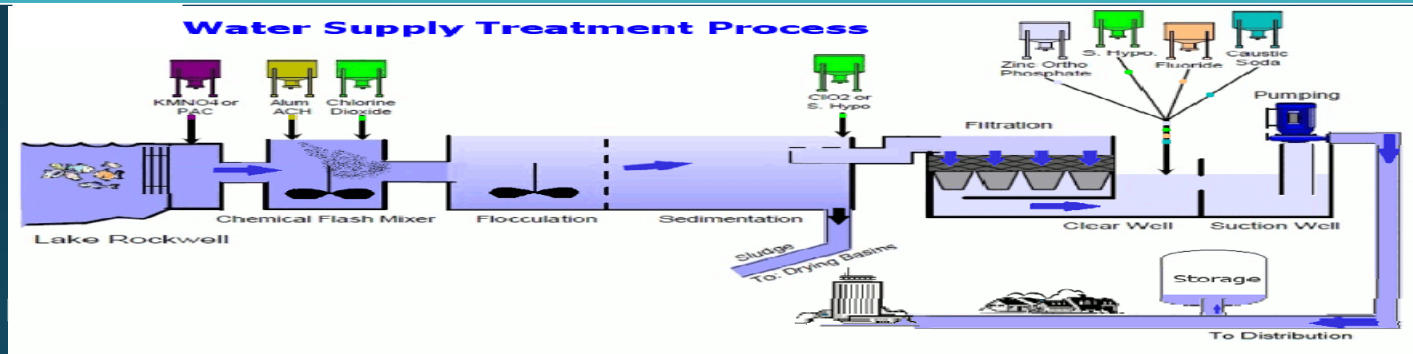 Water Supply Treatment Process
KMNO4 or
PAC
Alum
ACH
Chlorine
Dioxide
ClO2 or
S. Hypo
Zinc Ortho
Phosphate
S. Hypo.
Fluoride
Caustic
Soda
Pumping
Filtration
Chemical Flash Mixer
Flocculation
Sedimentation
Clear Well
Suction Well
Lake Rockwell
Sludge
To: Drying Basins
Storage
To Distribution